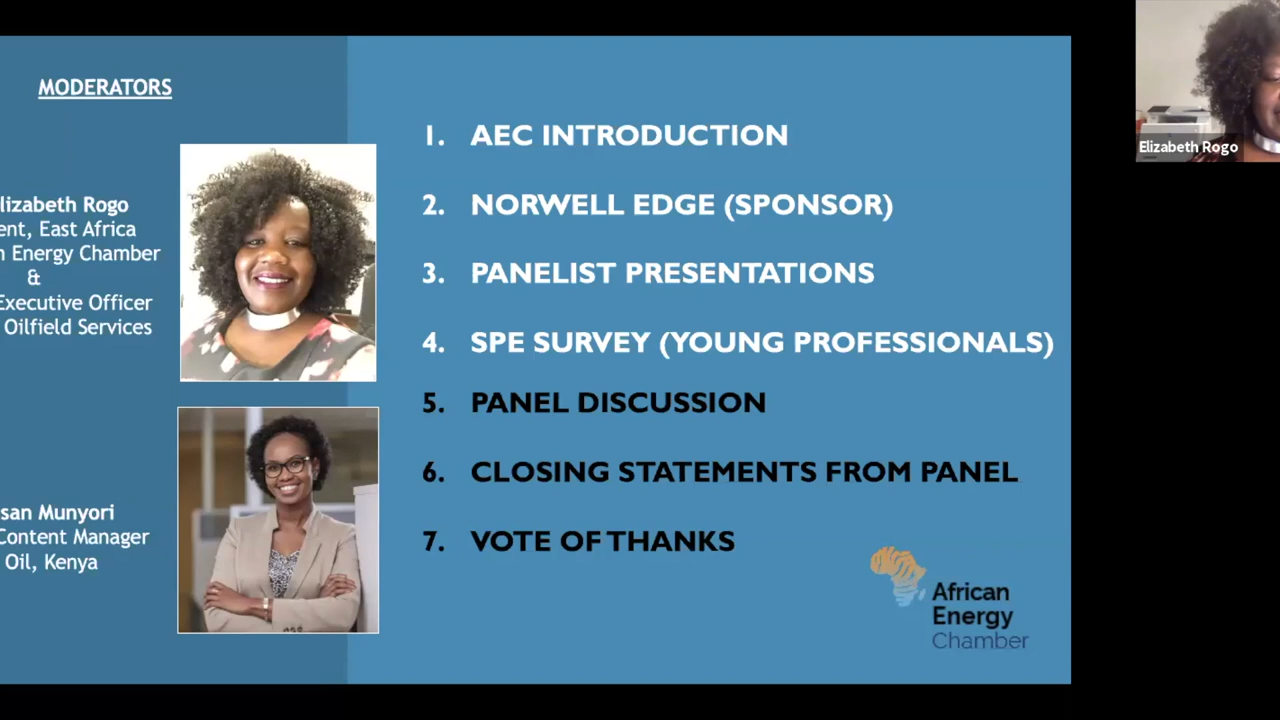 MODERATORS
lizabeth Rogo
ent, East Africa
n Energy Chamber
&
Executive Officer
Oilfield Services
san Munyori
Content Manager
Oil, Kenya
1. AEC INTRODUCTION
2. NORWELL EDGE (SPONSOR)
3. PANELIST PRESENTATIONS
4. SPE SURVEY (YOUNG PROFESSIONALS)
5. PANEL DISCUSSION
6. CLOSING STATEMENTS FROM PANEL
7. VOTE OF THANKS
African
Energy
Chamber
Elizabeth Rogo